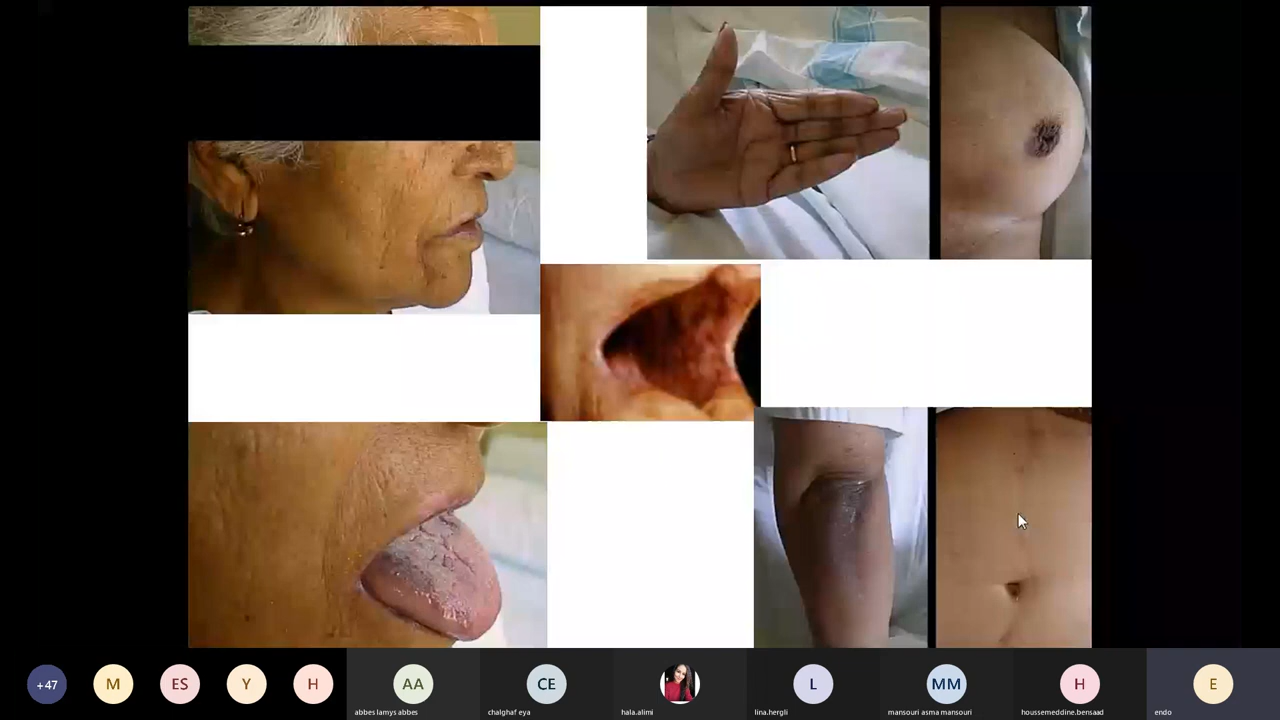 +47
M
ES
Y
H
AA
CE
L
MM
H
E
abbes lamys abbes
chalghaf eya
hala.alimi
lina.hergli
mansouri asma mansouri
houssemeddine.bensaad
endo